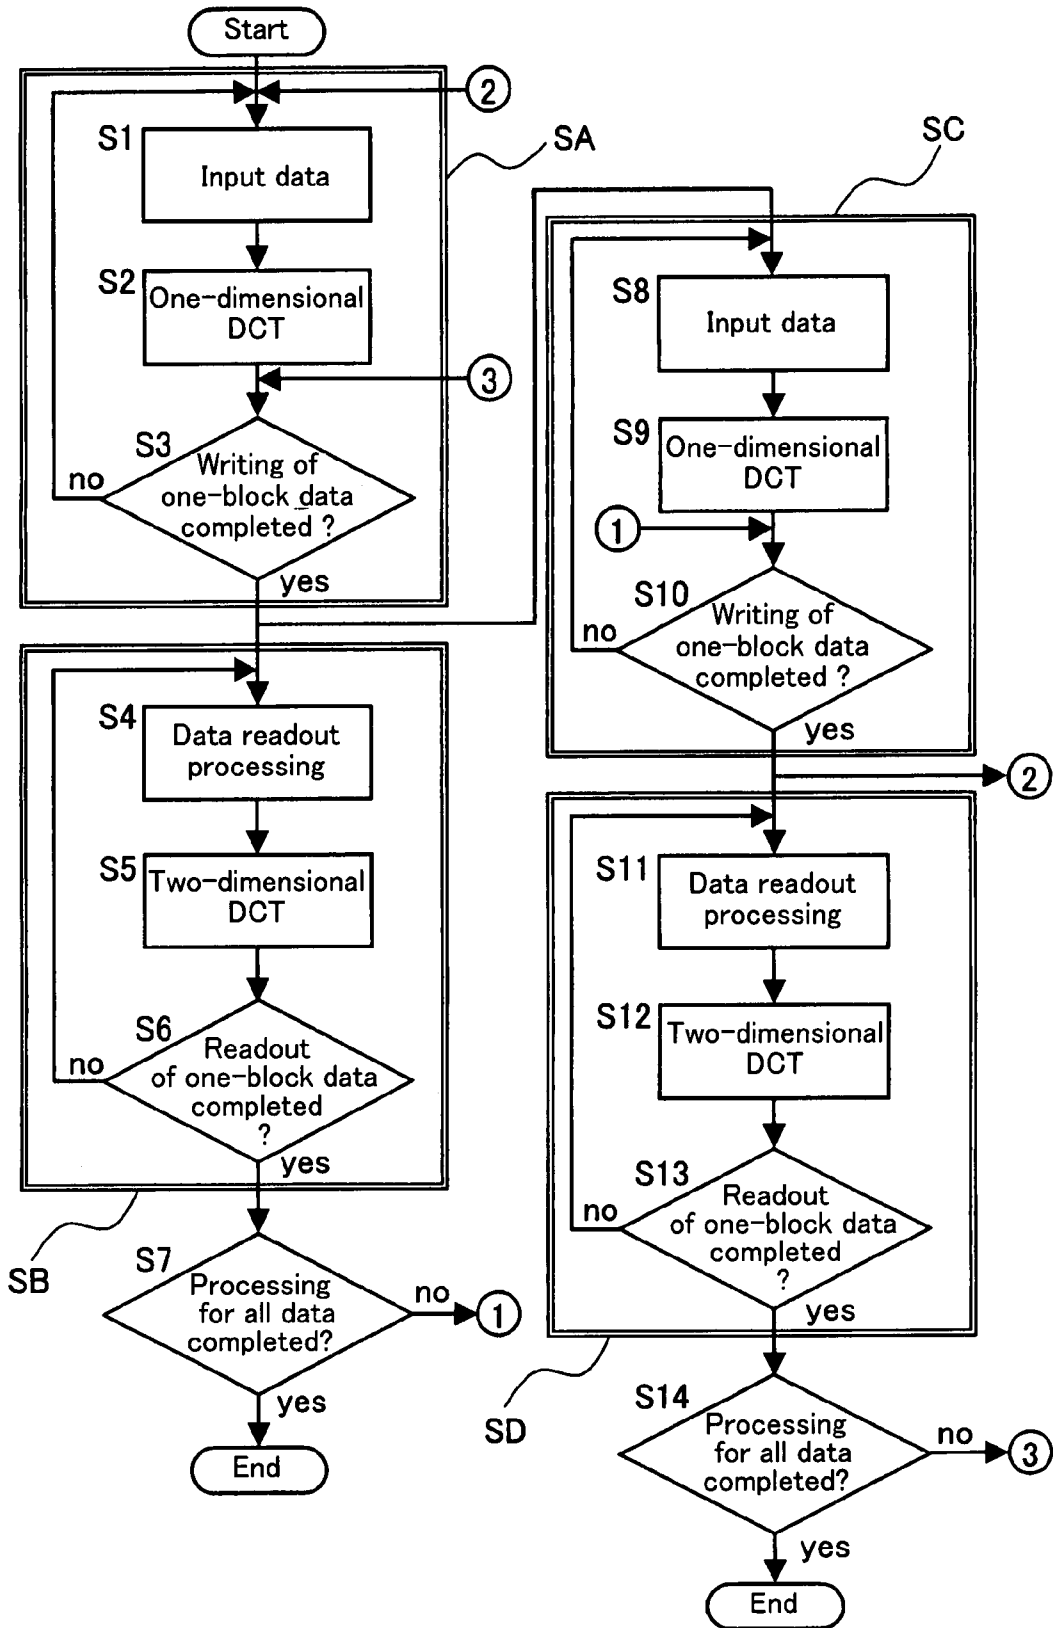 Start
2
S1
Input data
SA
S2
One-dimensional
DCT
3
S3
Writing of
one-block data
completed ?
no
yes
S4
Data readout
processing
S5
Two-dimensional
DCT
S6
Readout
of one-block data
completed
?
no
yes
SB
S7
Processing
for all data
completed?
no
1
yes
End
SC
S8
Input data
S9
One-dimensional
DCT
1
S10
Writing of
one-block data
completed ?
no
yes
2
S11
Data readout
processing
S12
Two-dimensional
DCT
S13
Readout
of one-block data
completed
?
no
yes
SD
S14
Processing
for all data
completed?
no
3
yes
End